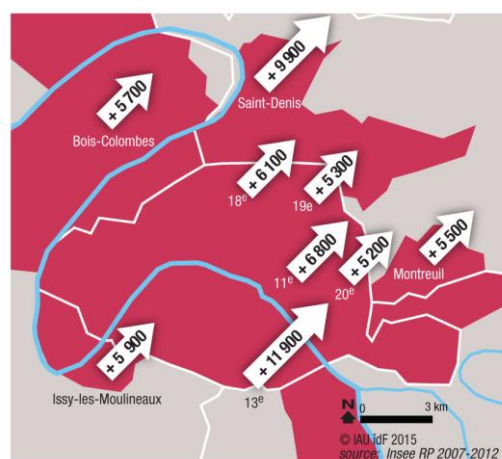 + 9 900
+ 5 700
Saint-Denis
Bois-Colombes
+ 6 100
+ 5 300
18e
19e
+ 6 800
+ 5 200
+ 5 500
11e
20e
Montreuil
+ 5 900
+ 11 900
Issy-les-Moulineaux
13e
N
0 3 km
© IAU îdF 2015
source: Insee RP 2007-2012